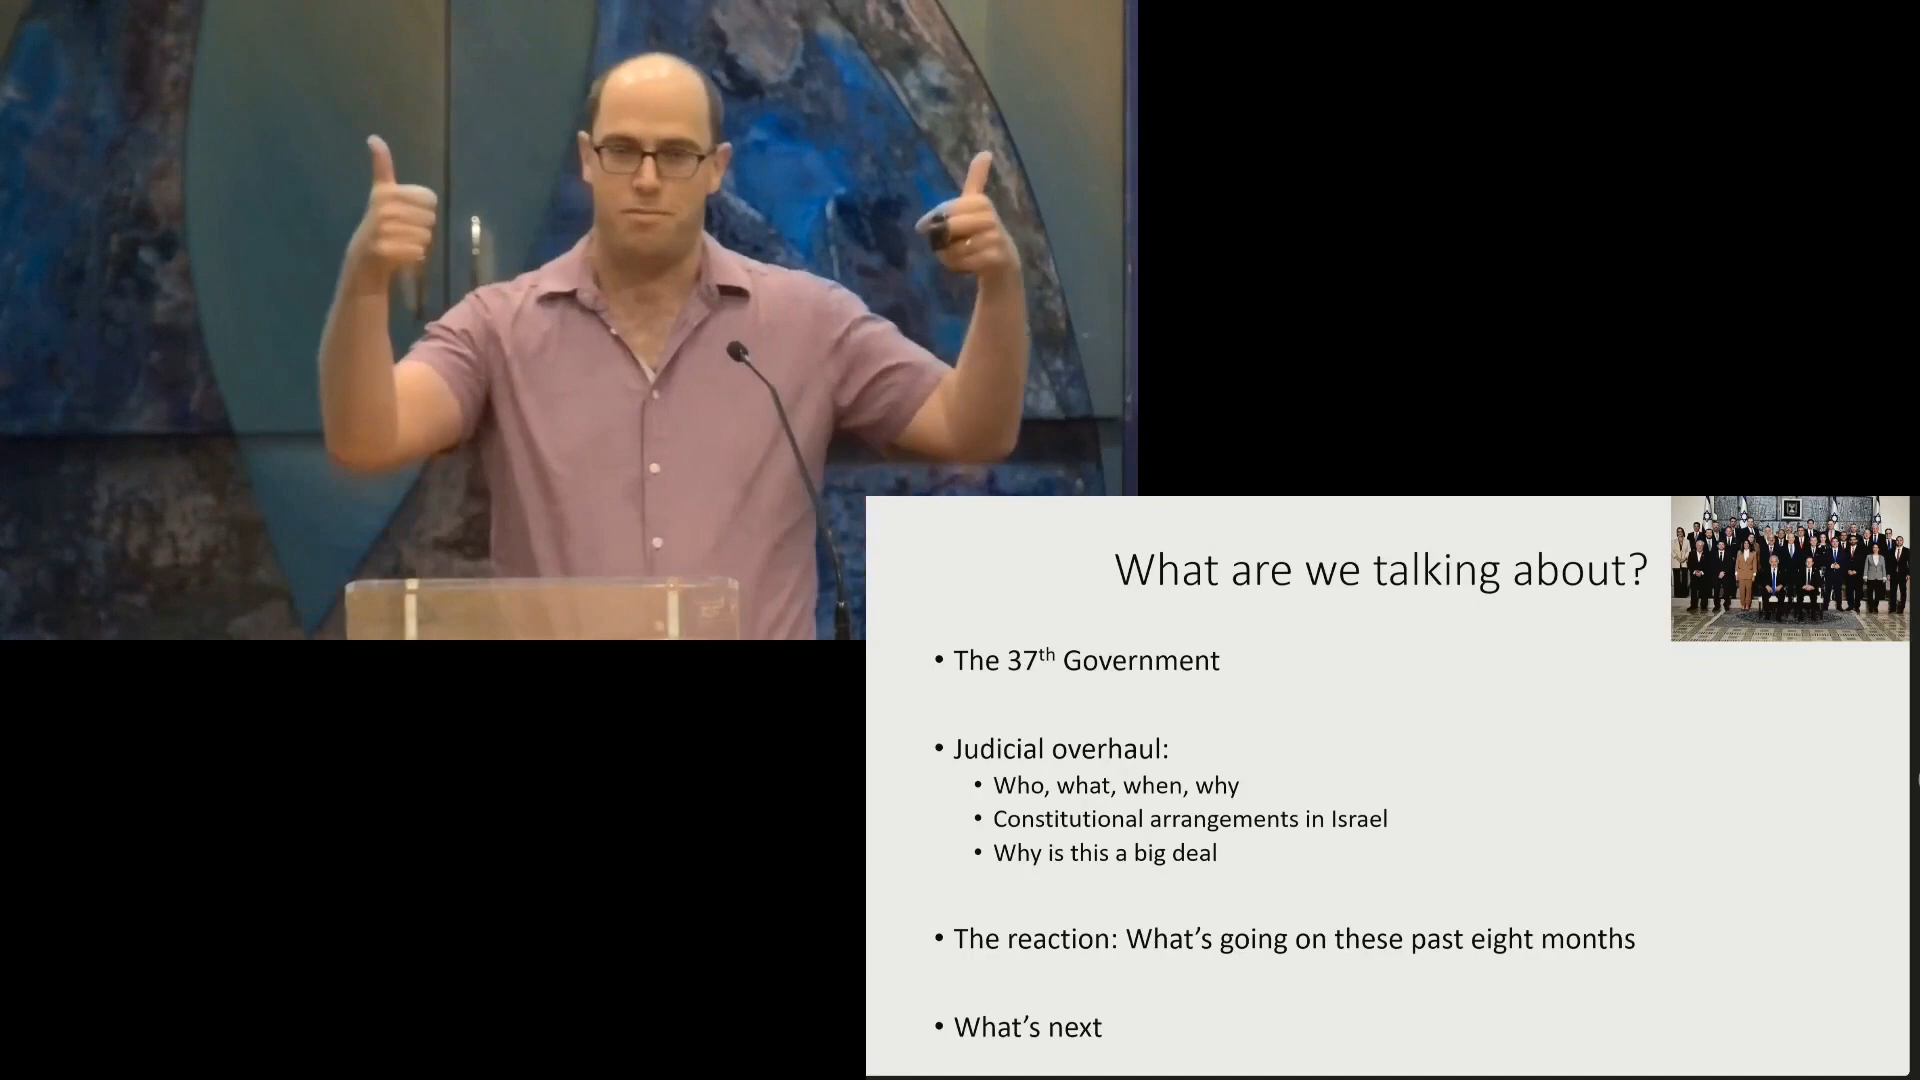 What are we talking about?
• The 37th Government
• Judicial overhaul:
• Who, what, when, why
• Constitutional arrangements in Israel
• Why is this a big deal
• The reaction: What’s going on these past eight months
• What’s next